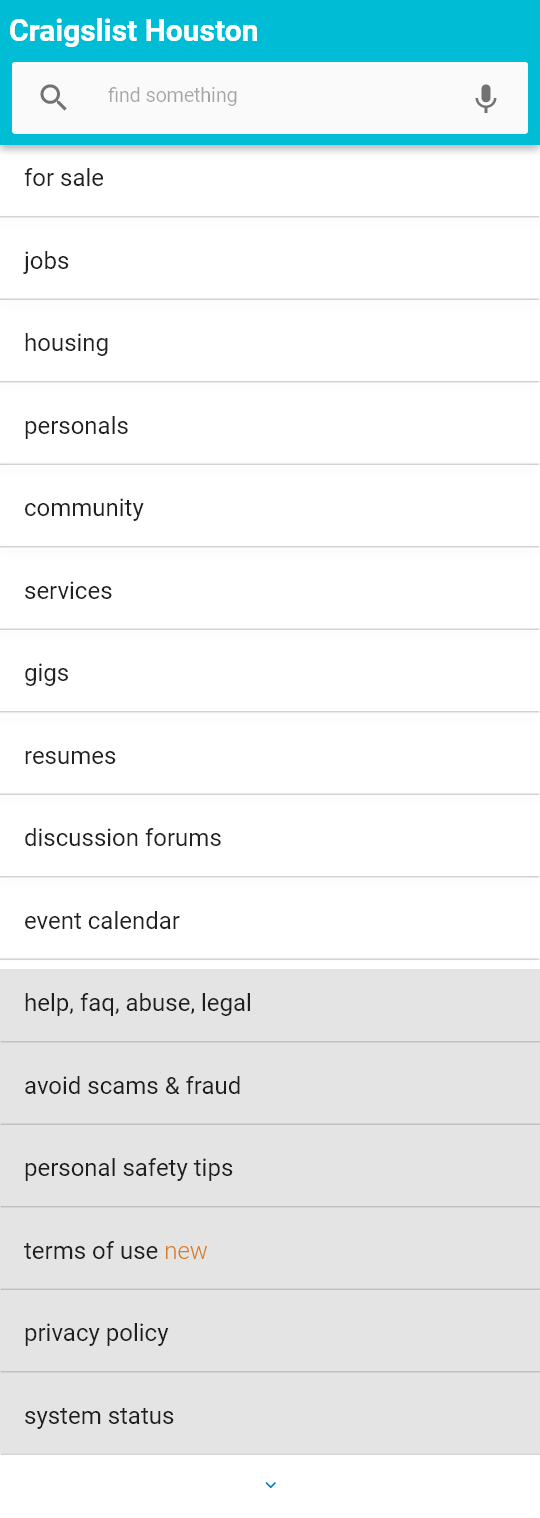 Craigslist Houston
find something
for sale
jobs
housing
personals
community
services
gigs
resumes
discussion forums
event calendar
help, faq, abuse, legal
avoid scams & fraud
personal safety tips
terms of use new
privacy policy
system status